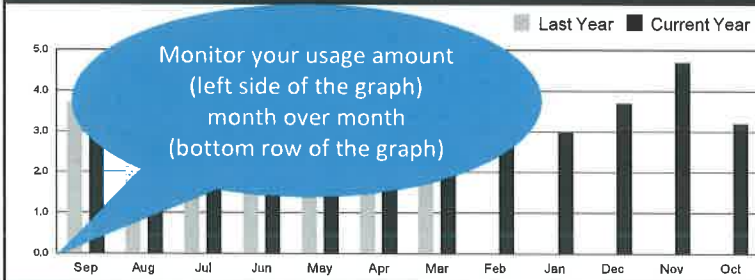 Last Year Current Year
Monitor your usage amount
(left side of the graph)
month over month
(bottom row of the graph)
5.0
4.0
3.0
2.0
1.0
0.0
Sep Aug Jul Jun May Apr Mar Feb Jan Dec Nov Oct